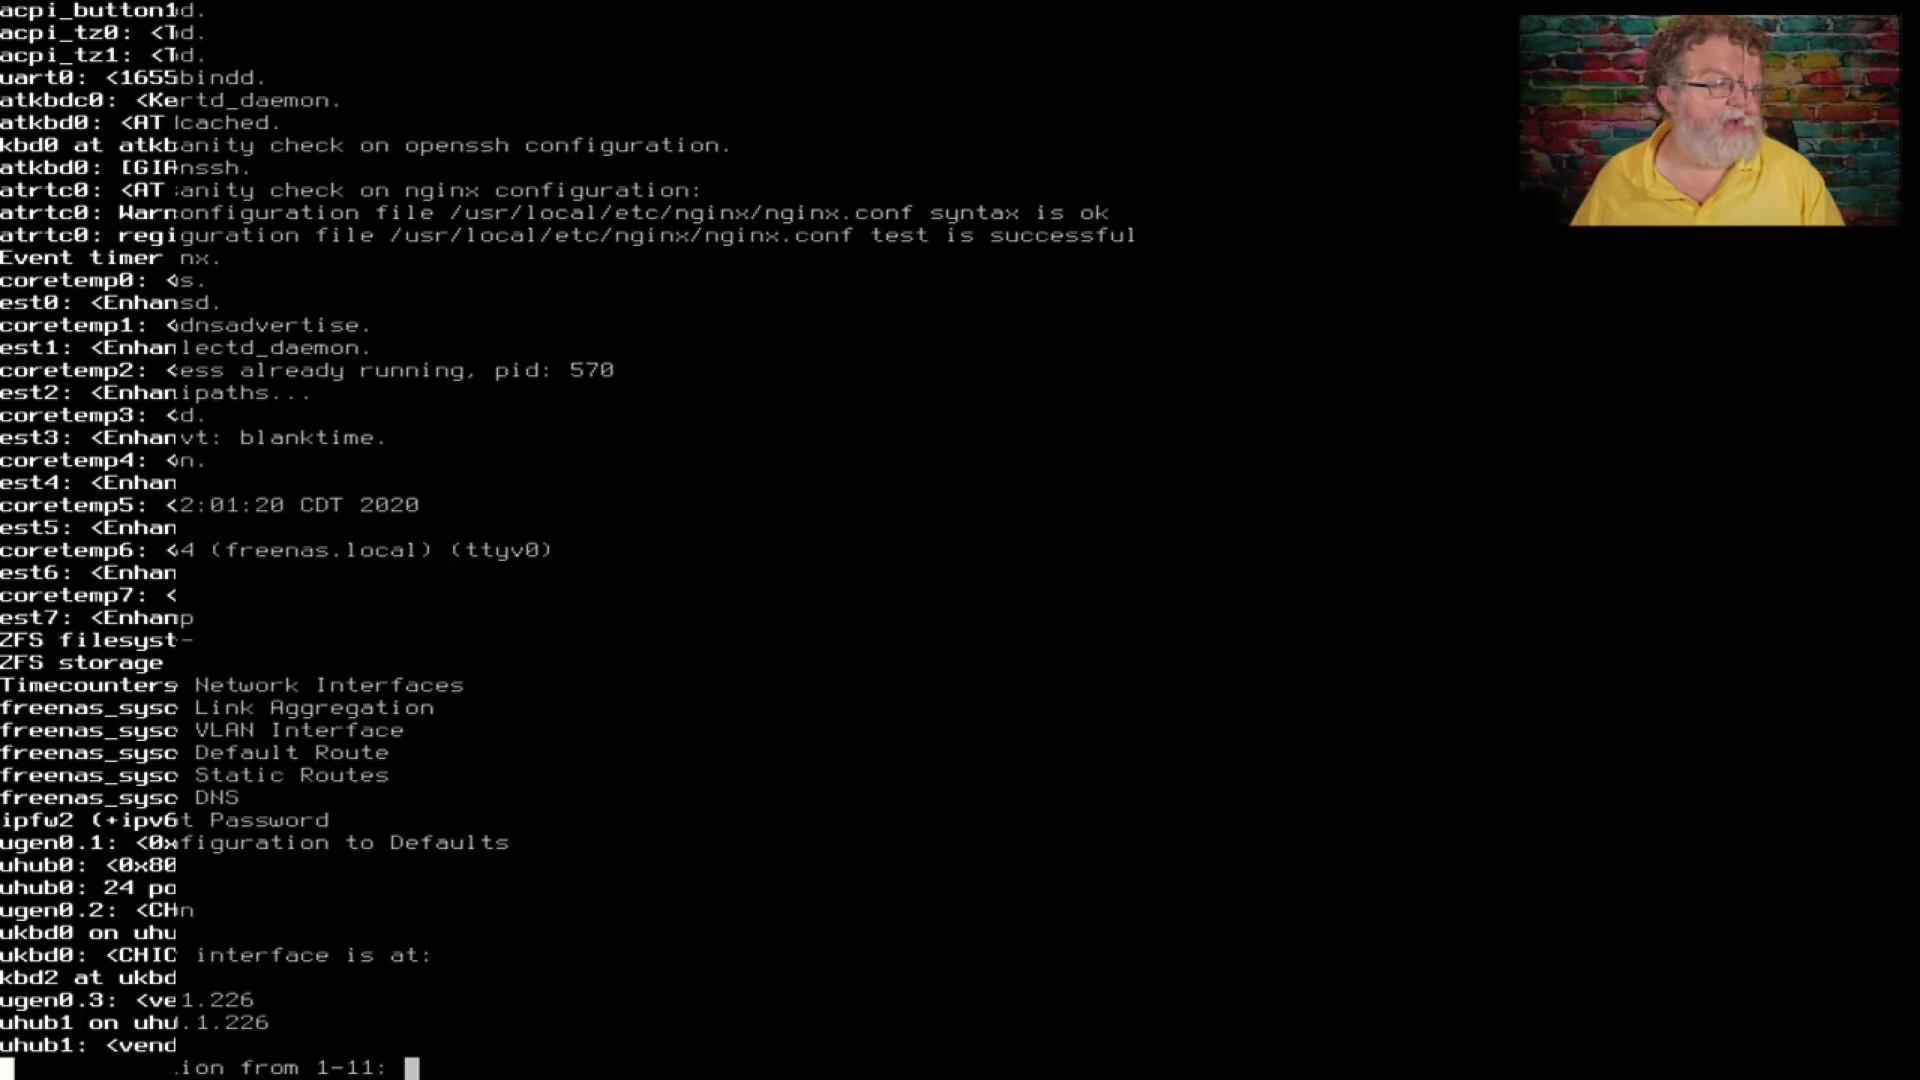 acpi_button1d.
acpi_tz0: <Td.
acpi_tz1: <Td.
uart0: <1655bindd.
atkbdc0: <Kertd_daemon.
atkbd0: <AT lcached.
kbd0 at atkbanity check on openssh configuration.
atkbd0: [GIAnssh.
atrtc0: <AT sanity check on nginx configuration:
atrtc0: Warnonfiguration file /usr/local/etc/nginx/nginx.conf syntax is ok
atrtc0: regiguration file /usr/local/etc/nginx/nginx.conf test is successful
Event timer nx.
coretemp0: <s.
est0: <Enhansd.
coretemp1: <dnsadvertise.
est1: <Enhanlectd_daemon.
coretemp2: <ess already running, pid: 570
est2: <Enhanipaths...
coretemp3: <d.
est3: <Enhanvt: blanktime.
coretemp4: <n.
est4: <Enhan
coretemp5: <2:01:20 CDT 2020
est5: <Enhan
coretemp6: <4 (freenas.local) (ttyv0)
est6: <Enhan
coretemp7: <
est7: <Enhanp
ZFS filesyst-
ZFS storage
Timecounters Network Interfaces
freenas_sysc Link Aggregation
freenas_sysc VLAN Interface
freenas_sysc Default Route
freenas_sysc Static Routes
freenas_sysc DNS
ipfw2 (+ipv6t Password
ugen0.1: <0xfiguration to Defaults
uhub0: <0x80
uhub0: 24 po
ugen0.2: <CHn
ukbd0 on uhu
ukbd0: <CHIC interface is at:
kbd2 at ukbd
ugen0.3: <ve1.226
uhub1 on uhu.1.226
uhub1: <vend
ion from 1-11: